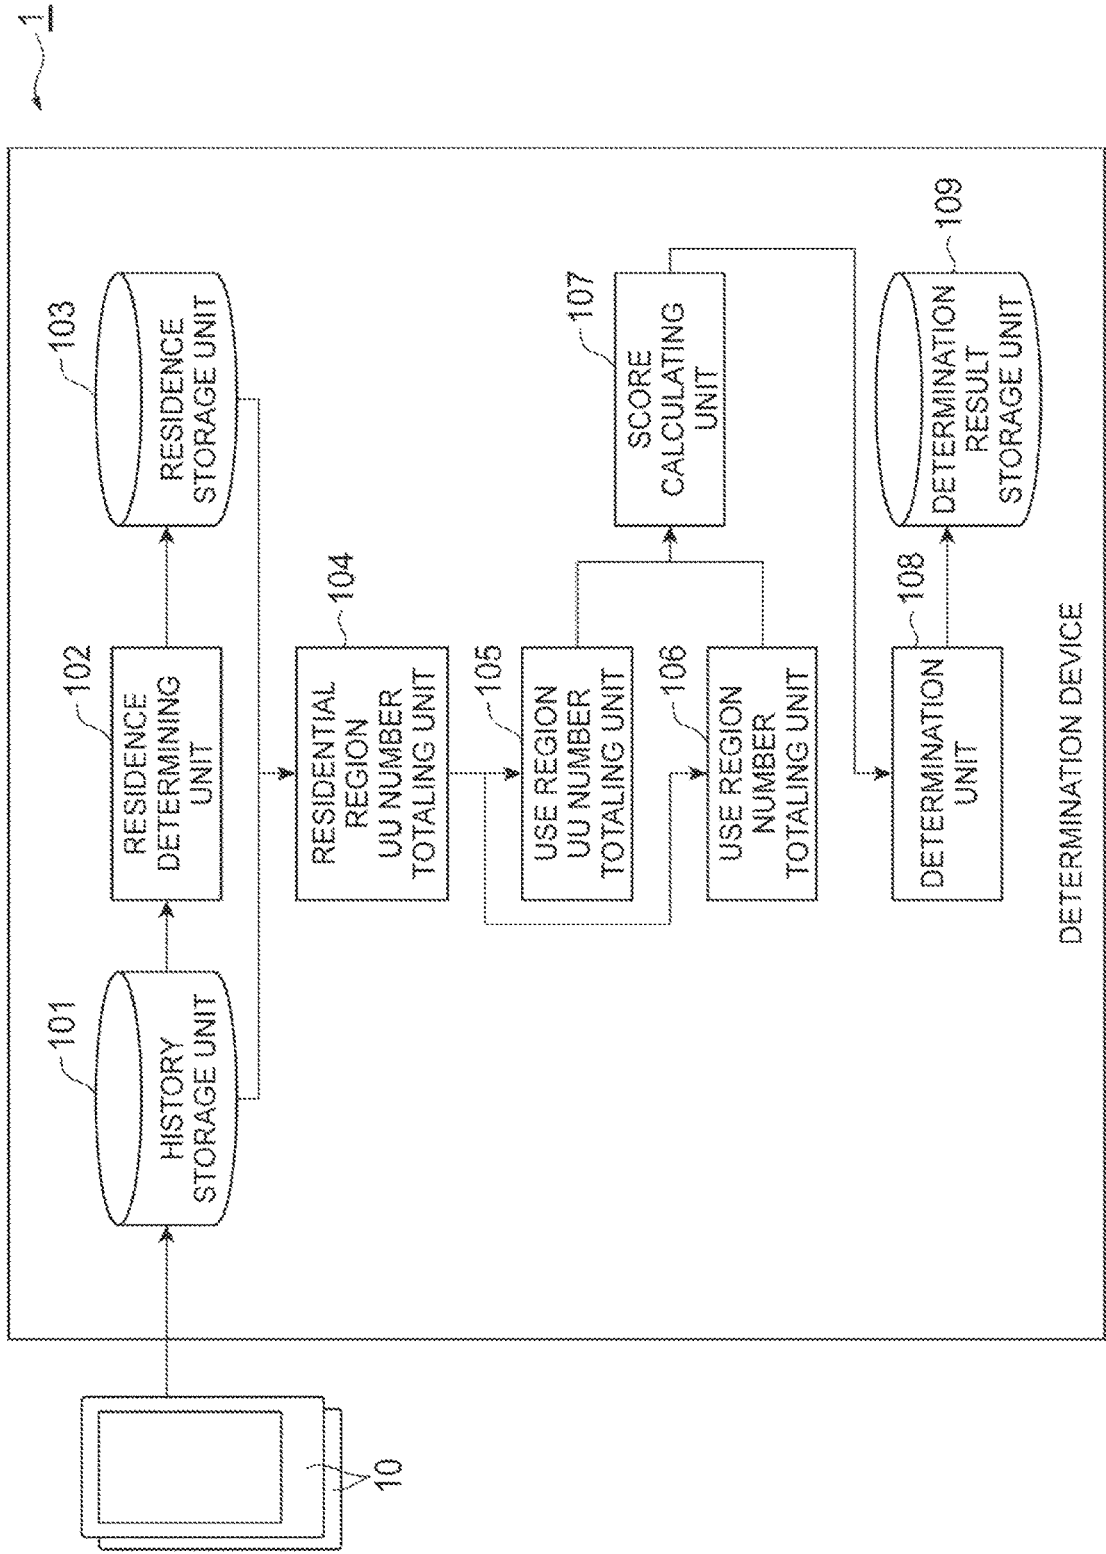 1
10
101
HISTORY
STORAGE UNIT
102
RESIDENCE
DETERMINING
UNIT
103
RESIDENCE
STORAGE UNIT
104
RESIDENTIAL
REGION
UU NUMBER
TOTALING UNIT
105
USE REGION
UU NUMBER
TOTALING UNIT
106
USE REGION
NUMBER
TOTALING UNIT
107
SCORE
CALCULATING
UNIT
108
DETERMINATION
UNIT
109
DETERMINATION
RESULT
STORAGE UNIT
DETERMINATION DEVICE